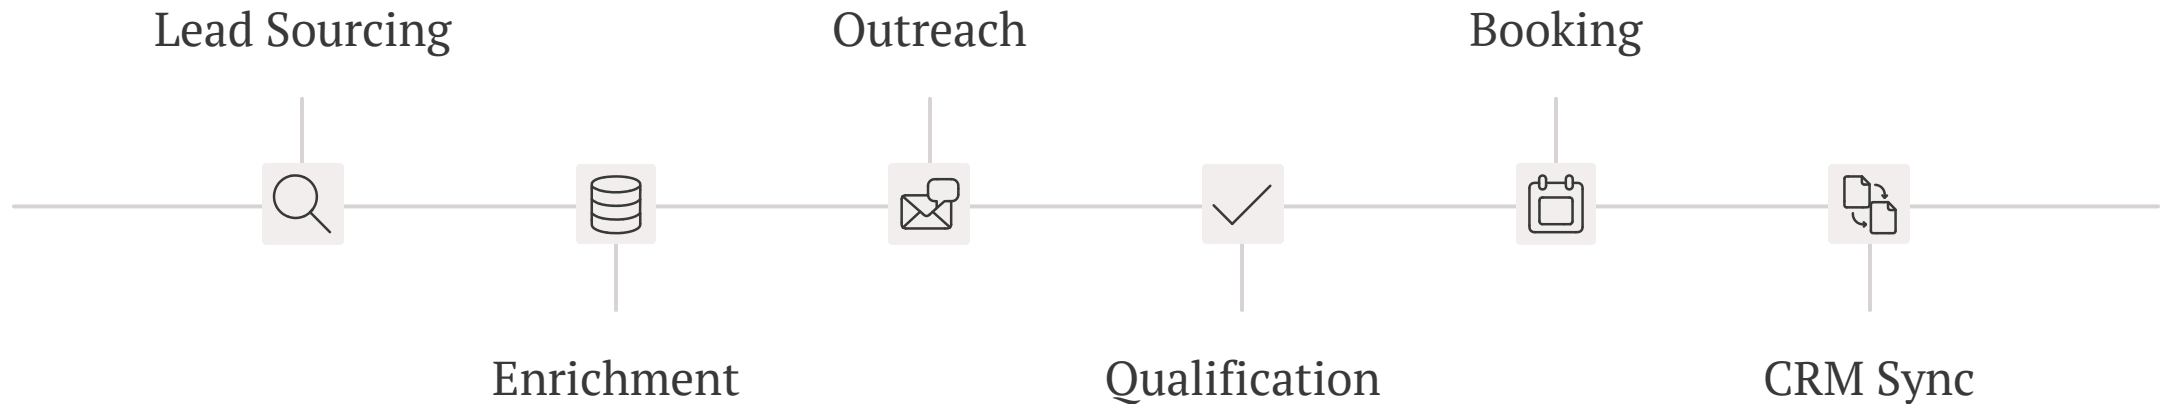 Lead Sourcing
Enrichment
Outreach
Qualification
Booking
CRM Sync